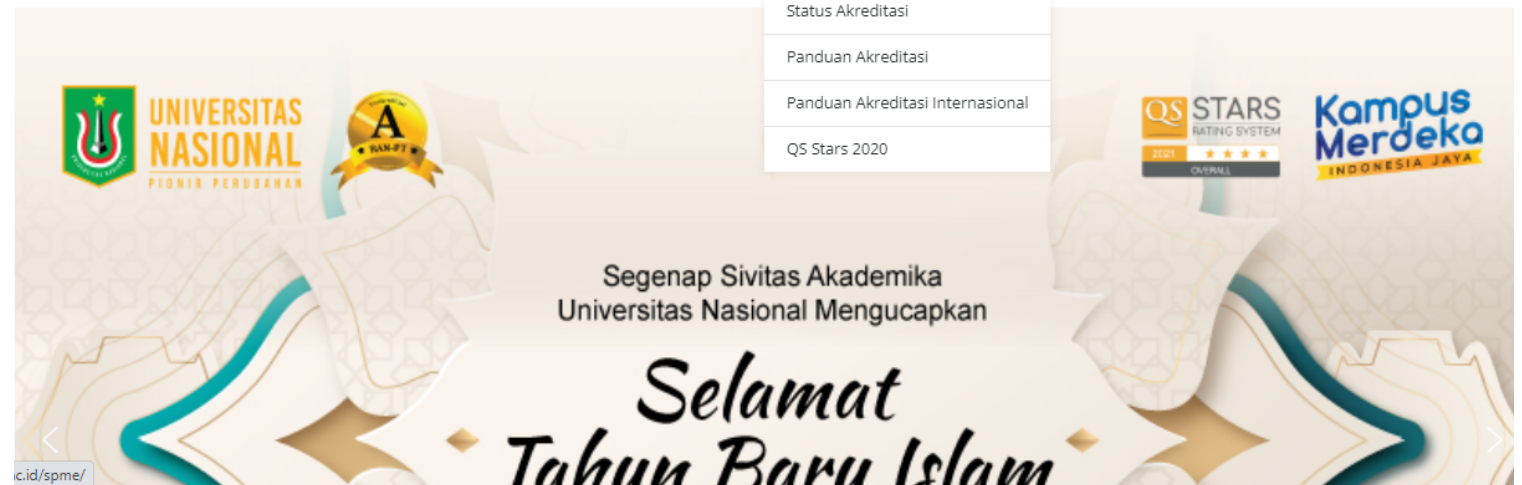 Status Akreditasi
Panduan Akreditasi
Panduan Akreditasi Internasional
QS Stars 2020
UNIVERSITAS
NASIONAL
PIONIR PERUBAHAN
A
BAN-PT
QS STARS
RATING SYSTEM
2021
OVERALL
Kampus
Merdeka
INDONESIA JAYA
Segenap Sivitas Akademika
Universitas Nasional Mengucapkan
Selamat
Tahun Baru Islam
c.id/spme/